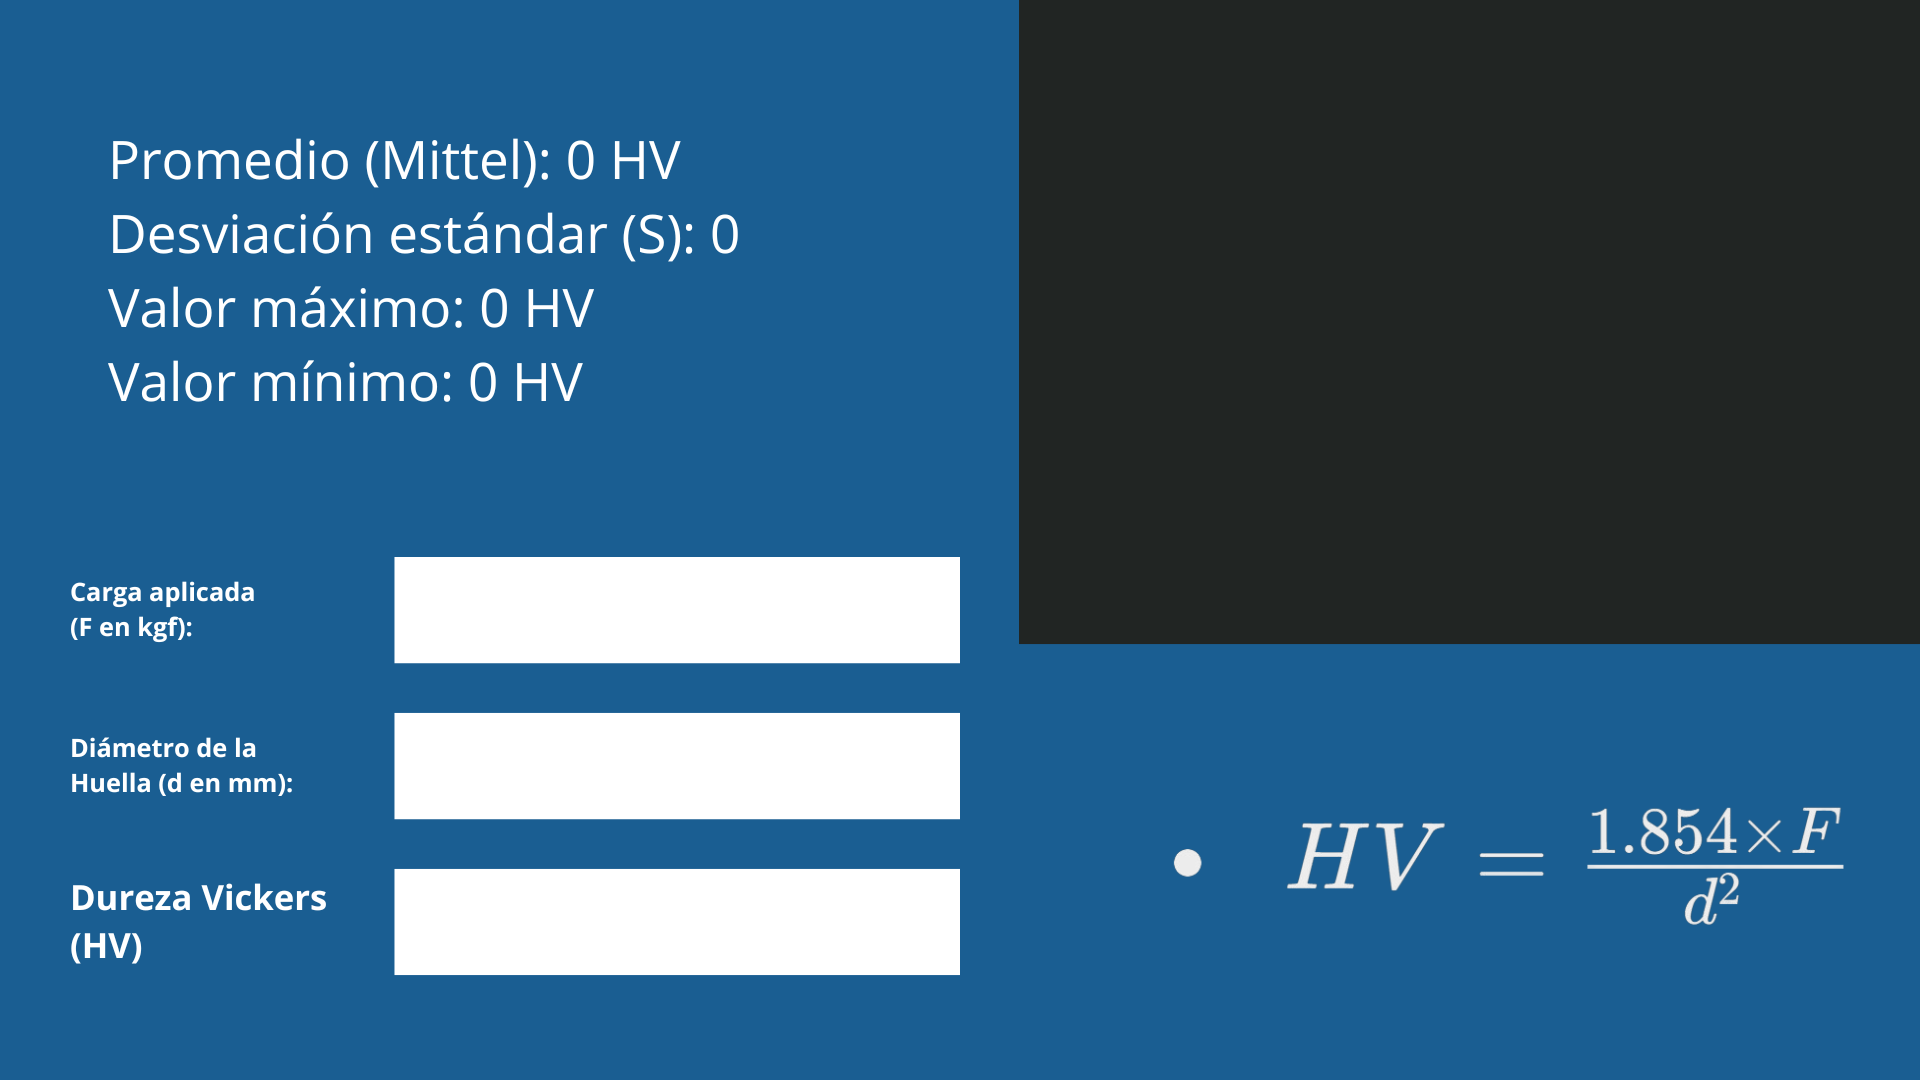 Promedio (Mittel): 0 HV
Desviación estándar (S): 0
Valor máximo: 0 HV
Valor mínimo: 0 HV
Carga aplicada
(F en kgf):
Diámetro de la
Huella (d en mm):
Dureza Vickers
(HV)
• HV = \frac{1.854×F}{d^2}